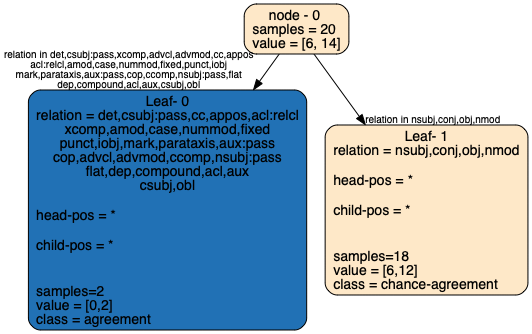 node - 0
samples = 20
value = [6, 14]
relation in det,csubj:pass,xcomp,advcl,advmod,cc,appos
acl:relcl,amod,case,nummod,fixed,punct,iobj
mark,parataxis,aux:pass,cop,ccomp,nsubj:pass,flat
dep,compound,acl,aux,csubj,obl
relation in nsubj,conj,obj,nmod
Leaf- 0
relation = det,csubj:pass,cc,appos,acl:relcl
xcomp,amod,case,nummod,fixed
punct,iobj,mark,parataxis,aux:pass
cop,advcl,advmod,ccomp,nsubj:pass
flat,dep,compound,acl,aux
csubj,obl
head-pos = *
child-pos = *
samples=2
value = [0,2]
class = agreement
Leaf- 1
relation = nsubj,conj,obj,nmod
head-pos = *
child-pos = *
samples=18
value = [6,12]
class = chance-agreement